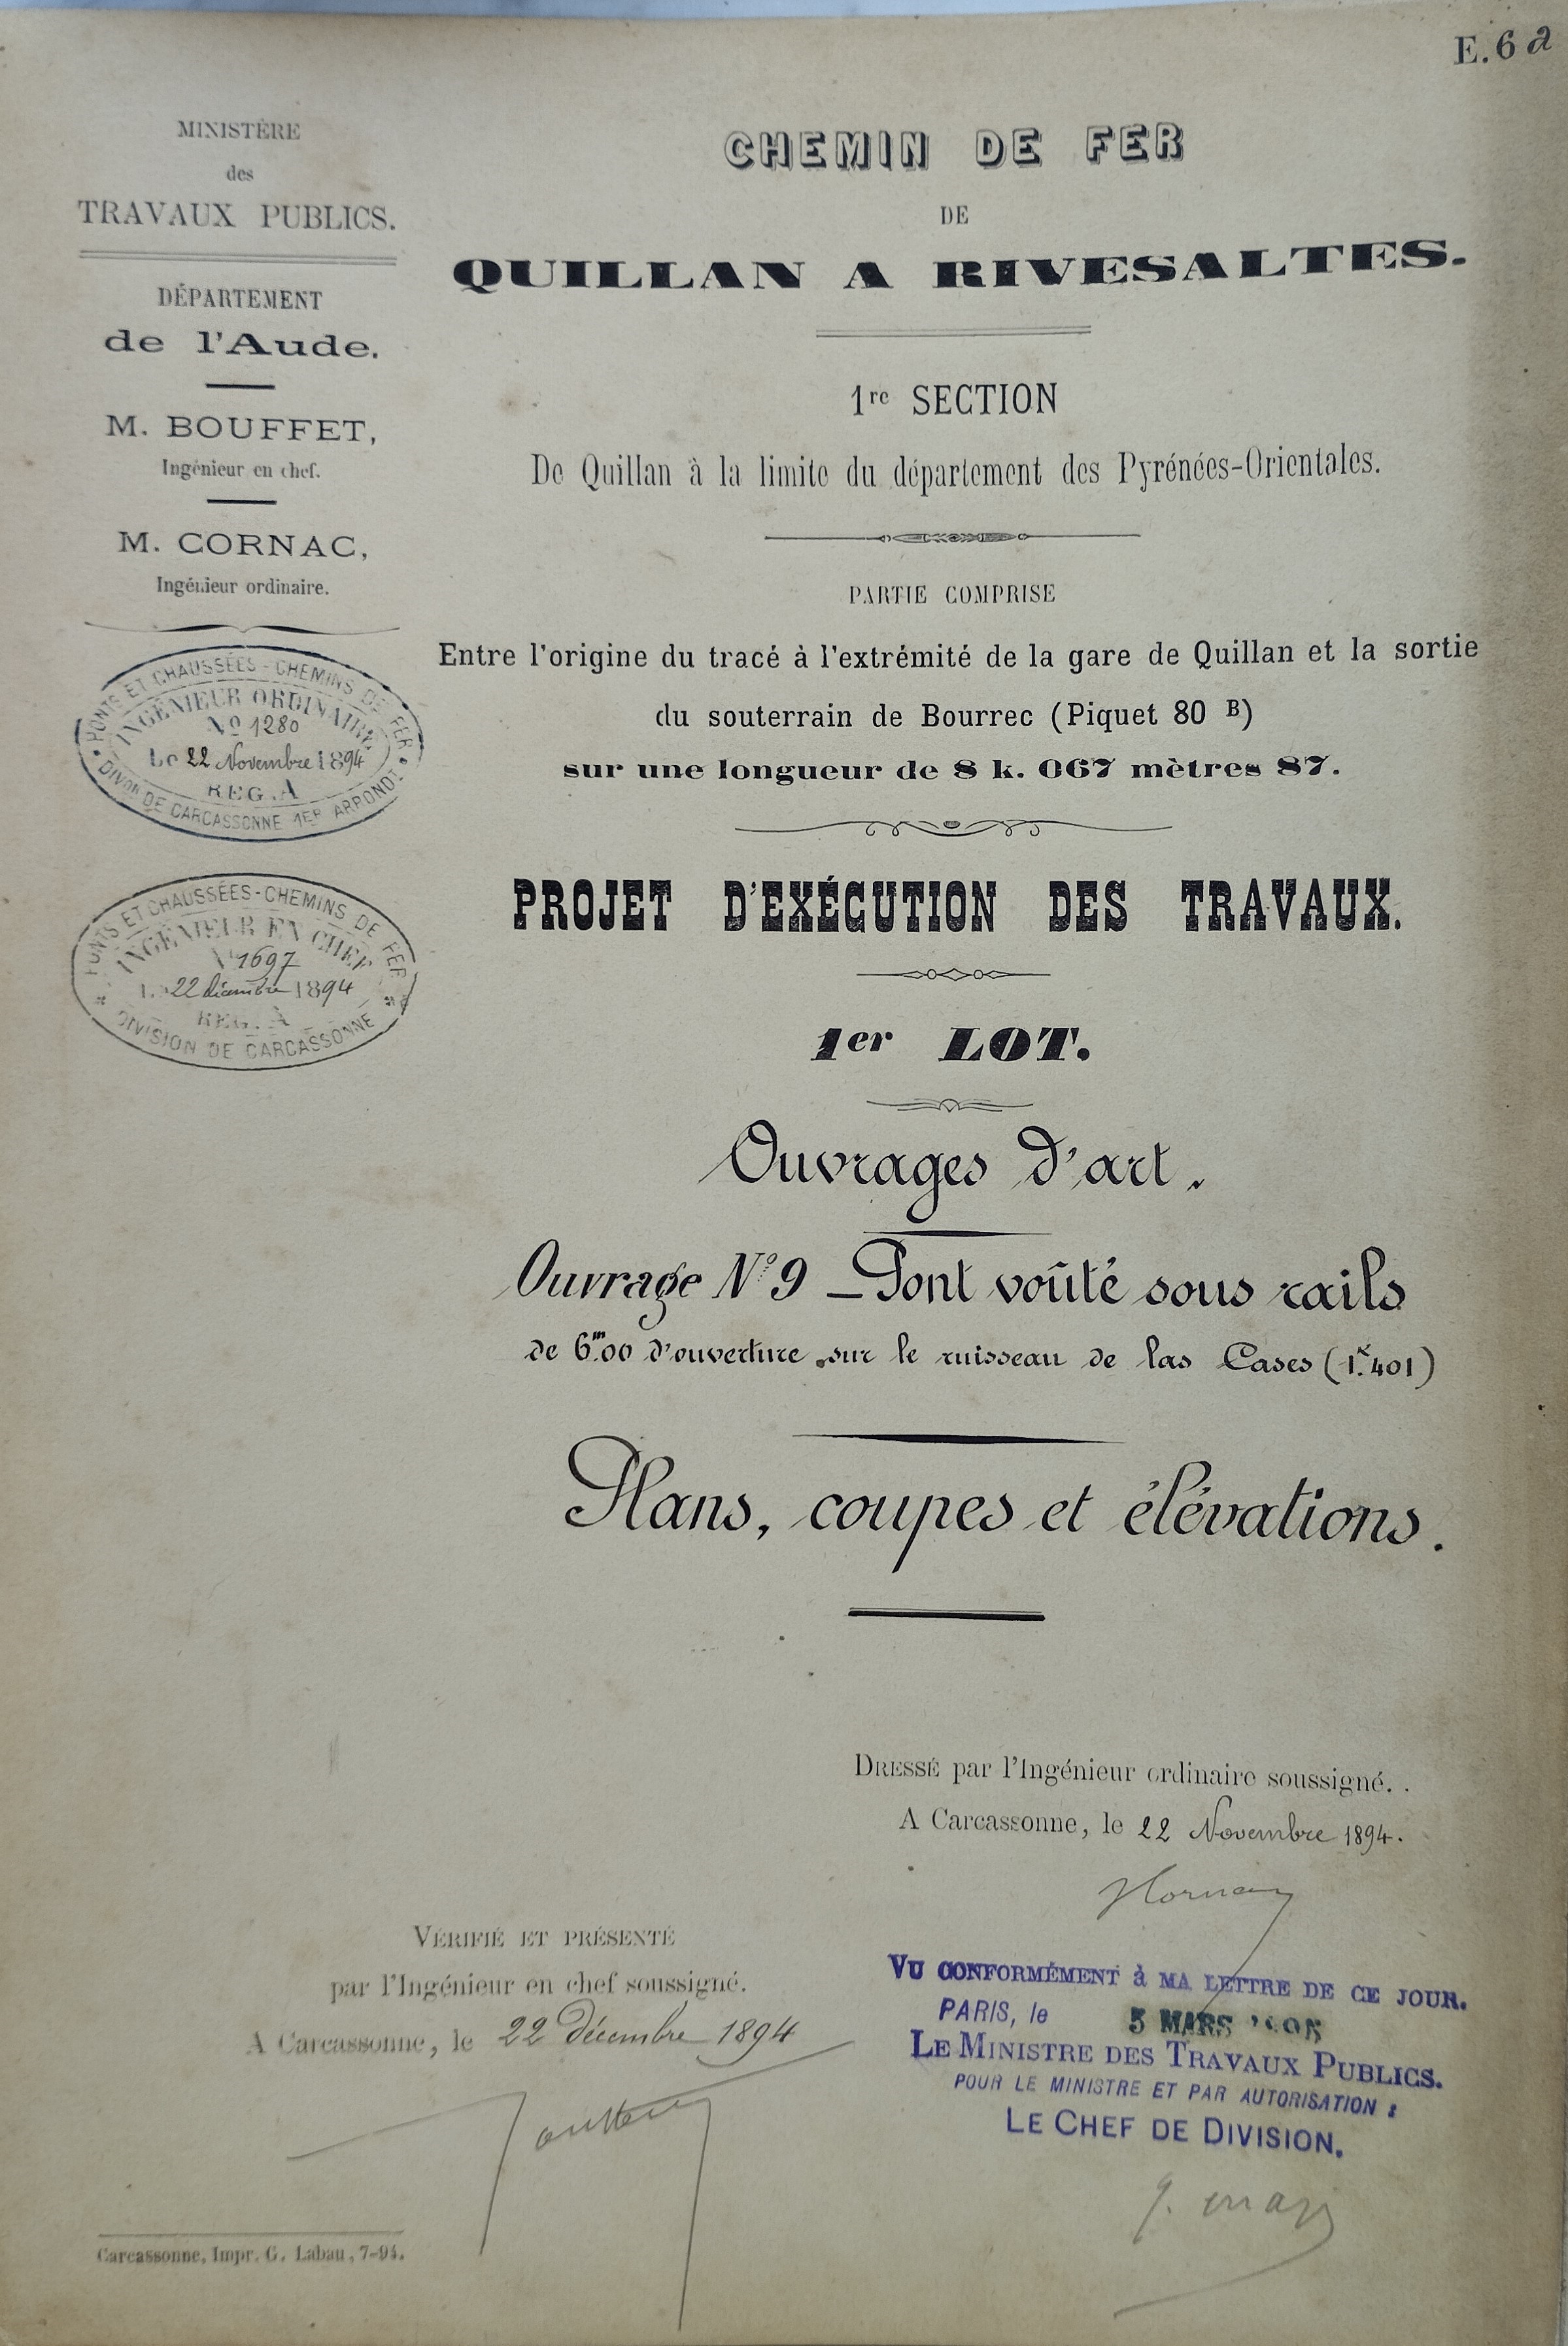 E. 6 a
MINISTÈRE
des
TRAVAUX PUBLICS.
DÉPARTEMENT
de l'Aude.
M. BOUFFET,
Ingénieur en chef.
M. CORNAC,
Ingénieur ordinaire.
PONTS ET CHAUSSÉES - CHEMINS DE FER
INGÉNIEUR ORDINAIRE
No 1280
Le 22 Novembre 1894
REG. A
DIVON DE CARCASSONNE 1ER ARRONDT
PONTS ET CHAUSSÉES - CHEMINS DE FER
INGÉNIEUR EN CHEF
N 1697
22 décembre 1894
REG. A
DIVISION DE CARCASSONNE
CHEMIN DE FER
DE
QUILLAN A RIVESALTES.
1re SECTION
De Quillan à la limite du département des Pyrénées-Orientales.
PARTIE COMPRISE
Entre l'origine du tracé à l'extrémité de la gare de Quillan et la sortie
du souterrain de Bourrec (Piquet 80 B)
sur une longueur de 8 k. 067 mètres 87.
PROJET D'EXÉCUTION DES TRAVAUX.
1er LOT.
Ouvrages d'art.
Ouvrage N° 9 - Pont voûté sous rails
de 6m,00 d'ouverture sur le ruisseau de las Cases (1k.401)
Plans, coupes et élévations.
DRESSÉ par l'Ingénieur ordinaire soussigné.
A Carcassonne, le 22 Novembre 1894.
VÉRIFIÉ ET PRÉSENTÉ
par l'Ingénieur en chef soussigné.
A Carcassonne, le 22 Décembre 1894
VU CONFORMÉMENT à MA LETTRE DE CE JOUR.
PARIS, le 5 MARS 1895
LE MINISTRE DES TRAVAUX PUBLICS.
POUR LE MINISTRE ET PAR AUTORISATION :
LE CHEF DE DIVISION.
Carcassonne, Impr. G. Labau, 7-94.